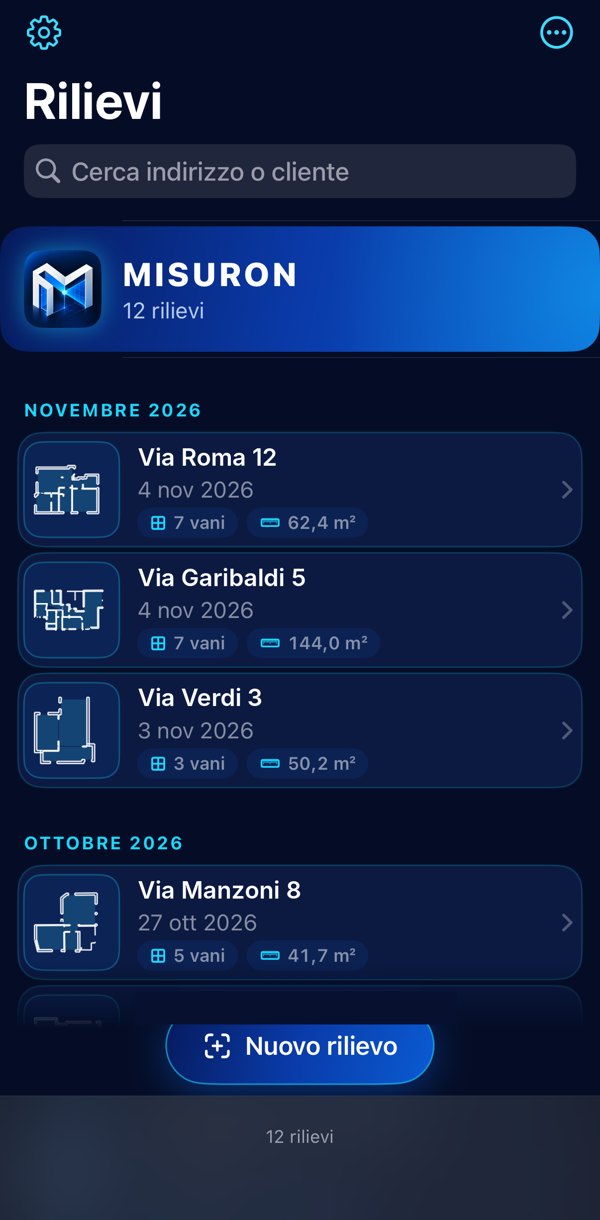 Rilievi
Cerca indirizzo o cliente
MISURON
12 rilievi
NOVEMBRE 2026
Via Roma 12
4 nov 2026
7 vani 62,4 m²
Via Garibaldi 5
4 nov 2026
7 vani 144,0 m²
Via Verdi 3
3 nov 2026
3 vani 50,2 m²
OTTOBRE 2026
Via Manzoni 8
27 ott 2026
5 vani 41,7 m²
Nuovo rilievo
12 rilievi